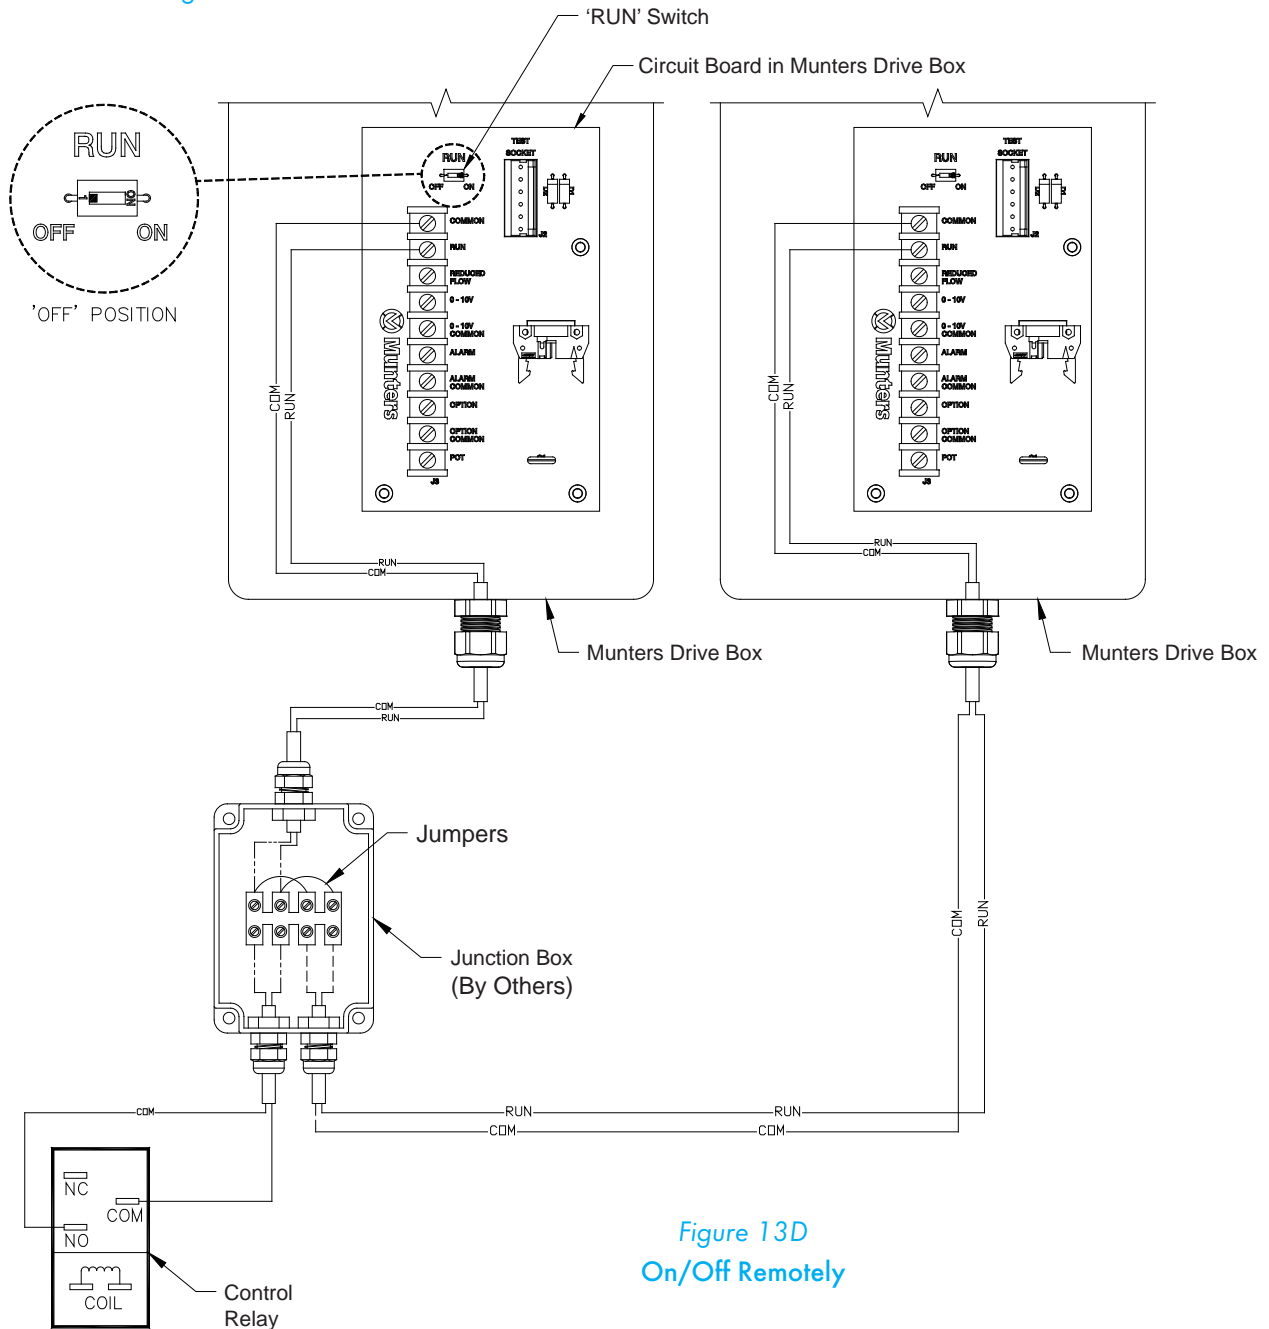 'RUN' Switch
Circuit Board in Munters Drive Box
RUN
OFF ON
'OFF' POSITION
RUN
OFF ON
TEST
SOCKET
J2
COMMON
RUN
REDUCED
FLOW
0 - 10V
0 - 10V
COMMON
ALARM
ALARM
COMMON
OPTION
OPTION
COMMON
POT
J3
Munters
COM
RUN
RUN
COM
Munters Drive Box
RUN
OFF ON
TEST
SOCKET
J2
COMMON
RUN
REDUCED
FLOW
0 - 10V
0 - 10V
COMMON
ALARM
ALARM
COMMON
OPTION
OPTION
COMMON
POT
J3
Munters
COM
RUN
RUN
COM
Munters Drive Box
COM
RUN
Jumpers
Junction Box
(By Others)
COM
RUN
COM
RUN RUN
COM COM
NC
COM
NO
COIL
Control
Relay
Figure 13D
On/Off Remotely